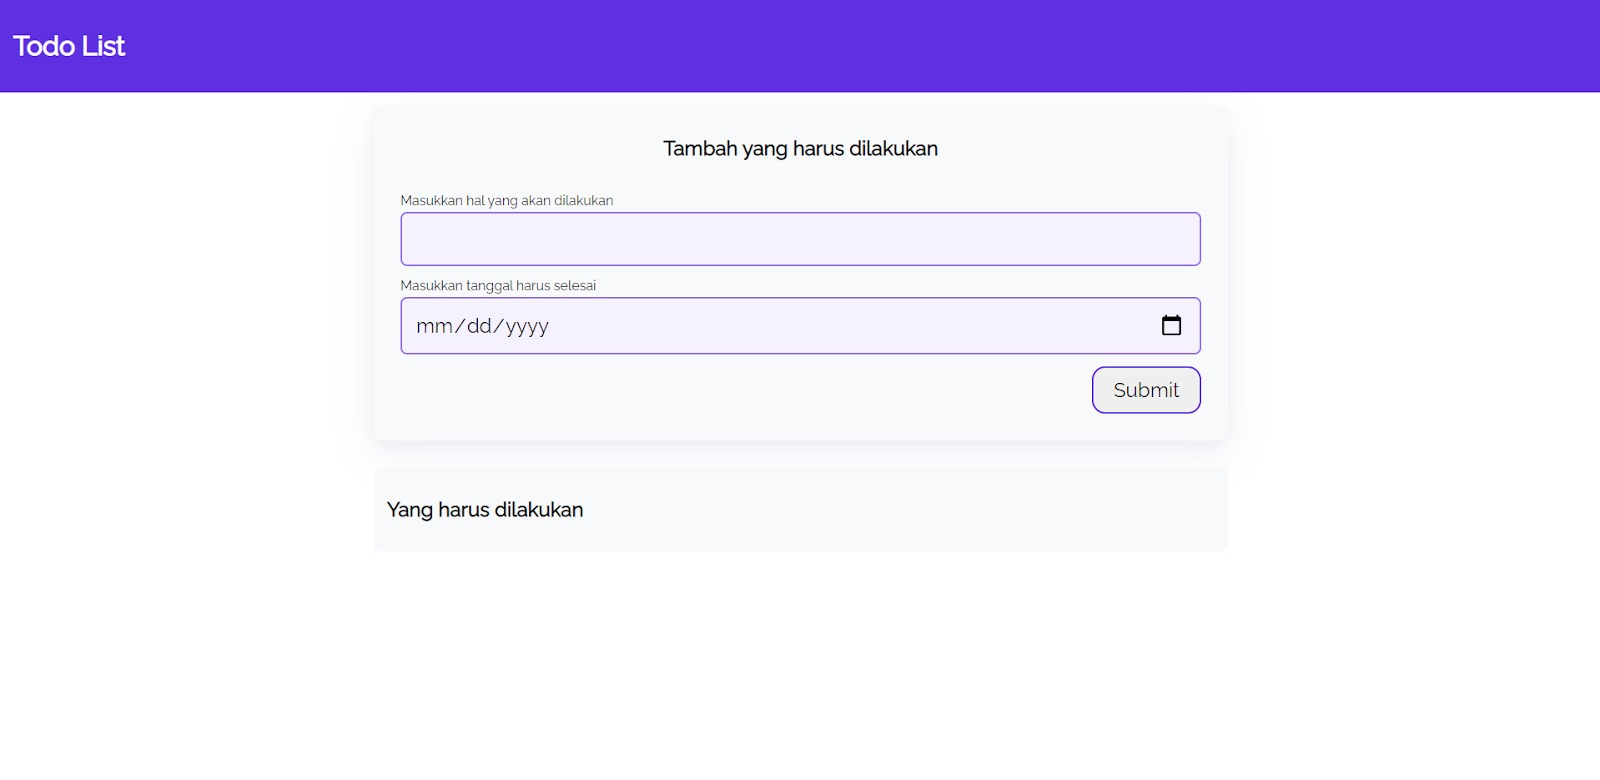 Todo List
Tambah yang harus dilakukan
Masukkan hal yang akan dilakukan
Masukkan tanggal harus selesai
mm/dd/yyyy
Submit
Yang harus dilakukan